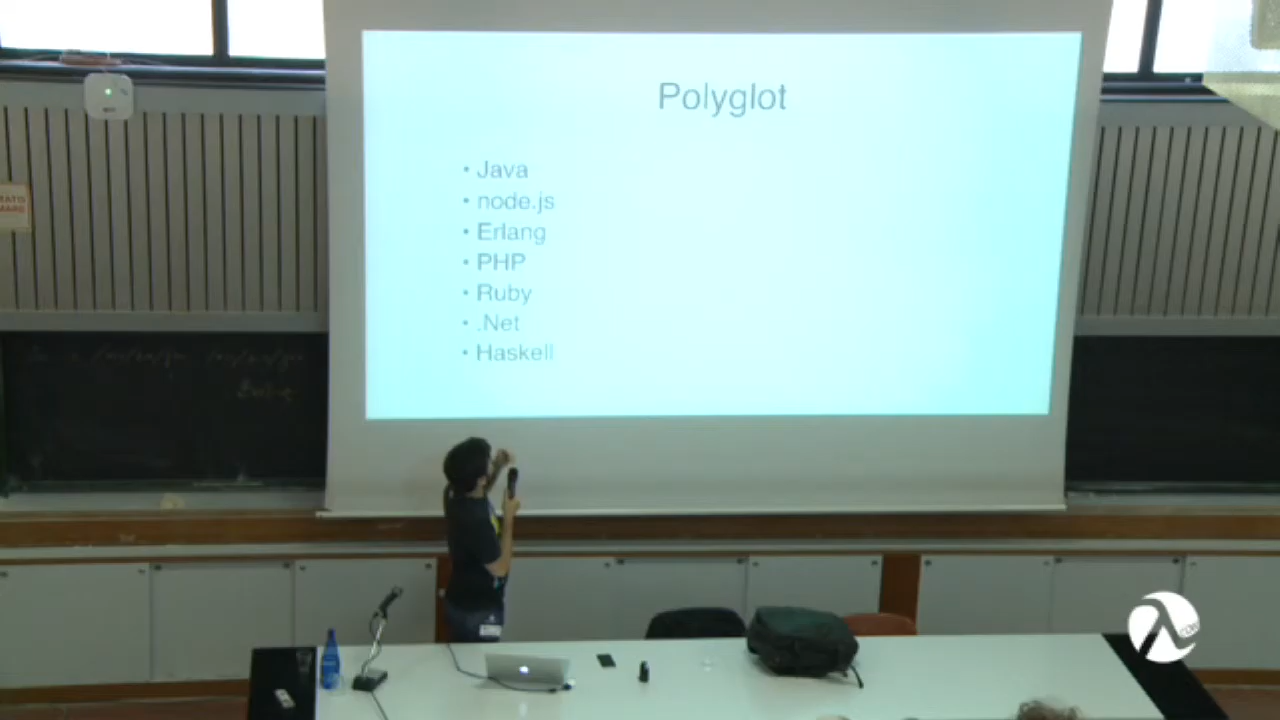 Polyglot
• Java
• node.js
• Erlang
• PHP
• Ruby
• .Net
• Haskell